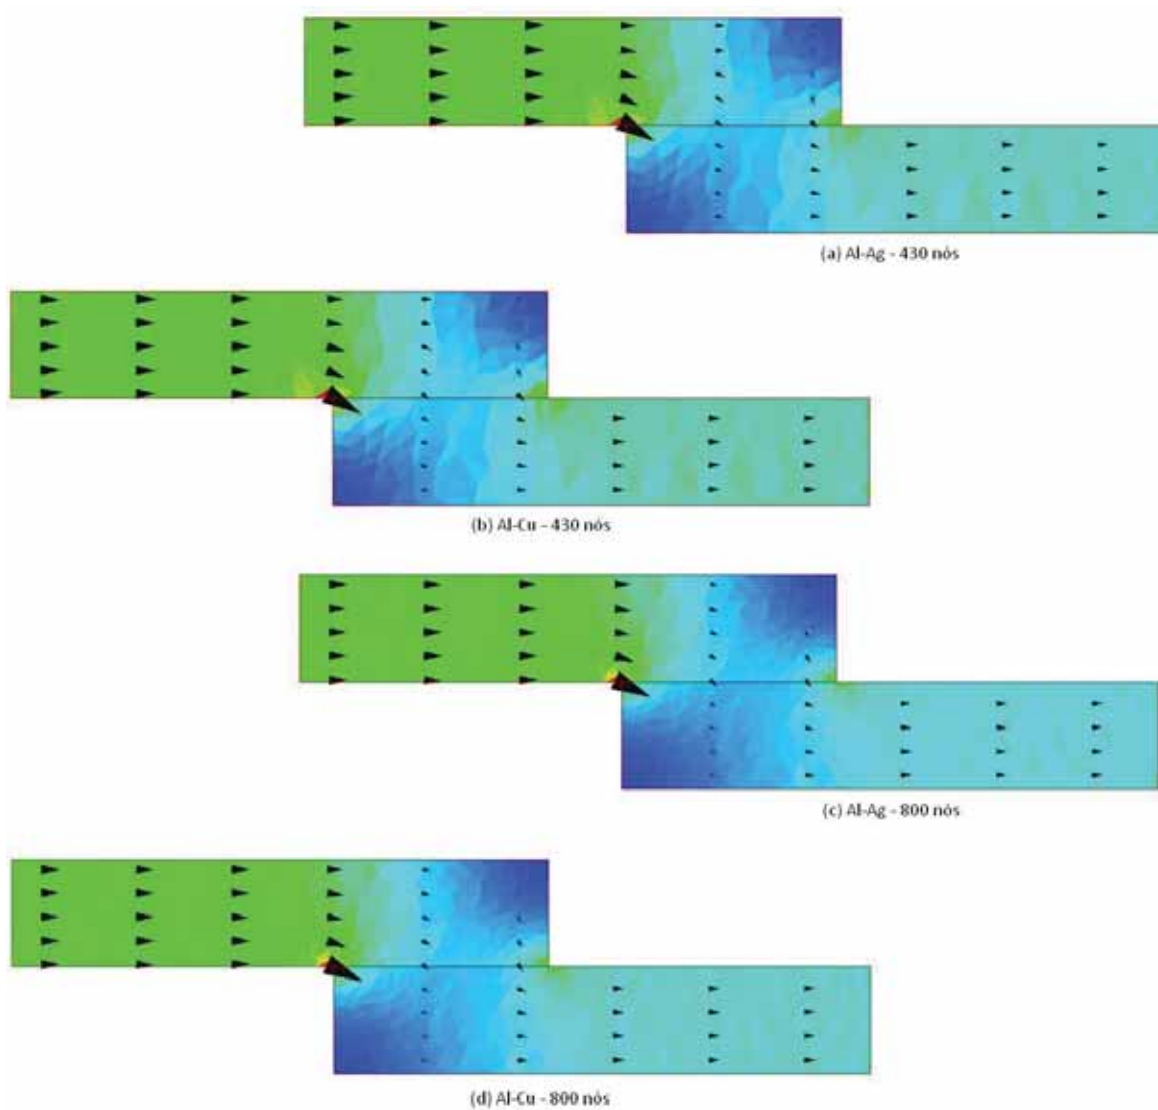 (a) Al-Ag - 430 nós
(b) Al-Cu - 430 nós
(c) Al-Ag - 800 nós
(d) Al-Cu - 800 nós